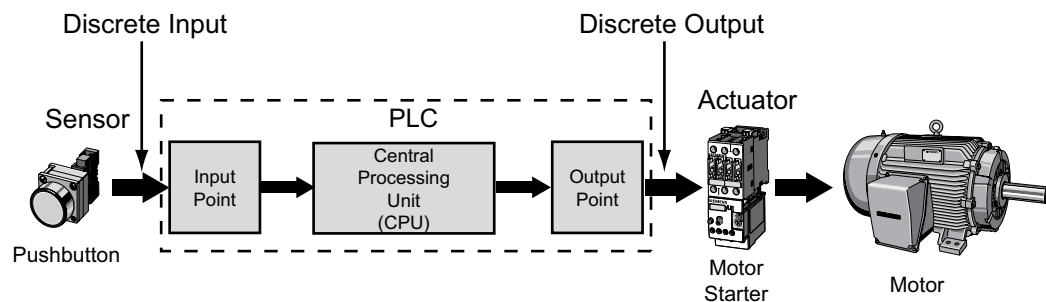 Discrete Input
Discrete Output
Sensor
PLC
Actuator
Input
Point
Central
Processing
Unit
(CPU)
Output
Point
SIEMENS
Pushbutton
Motor
Starter
Motor